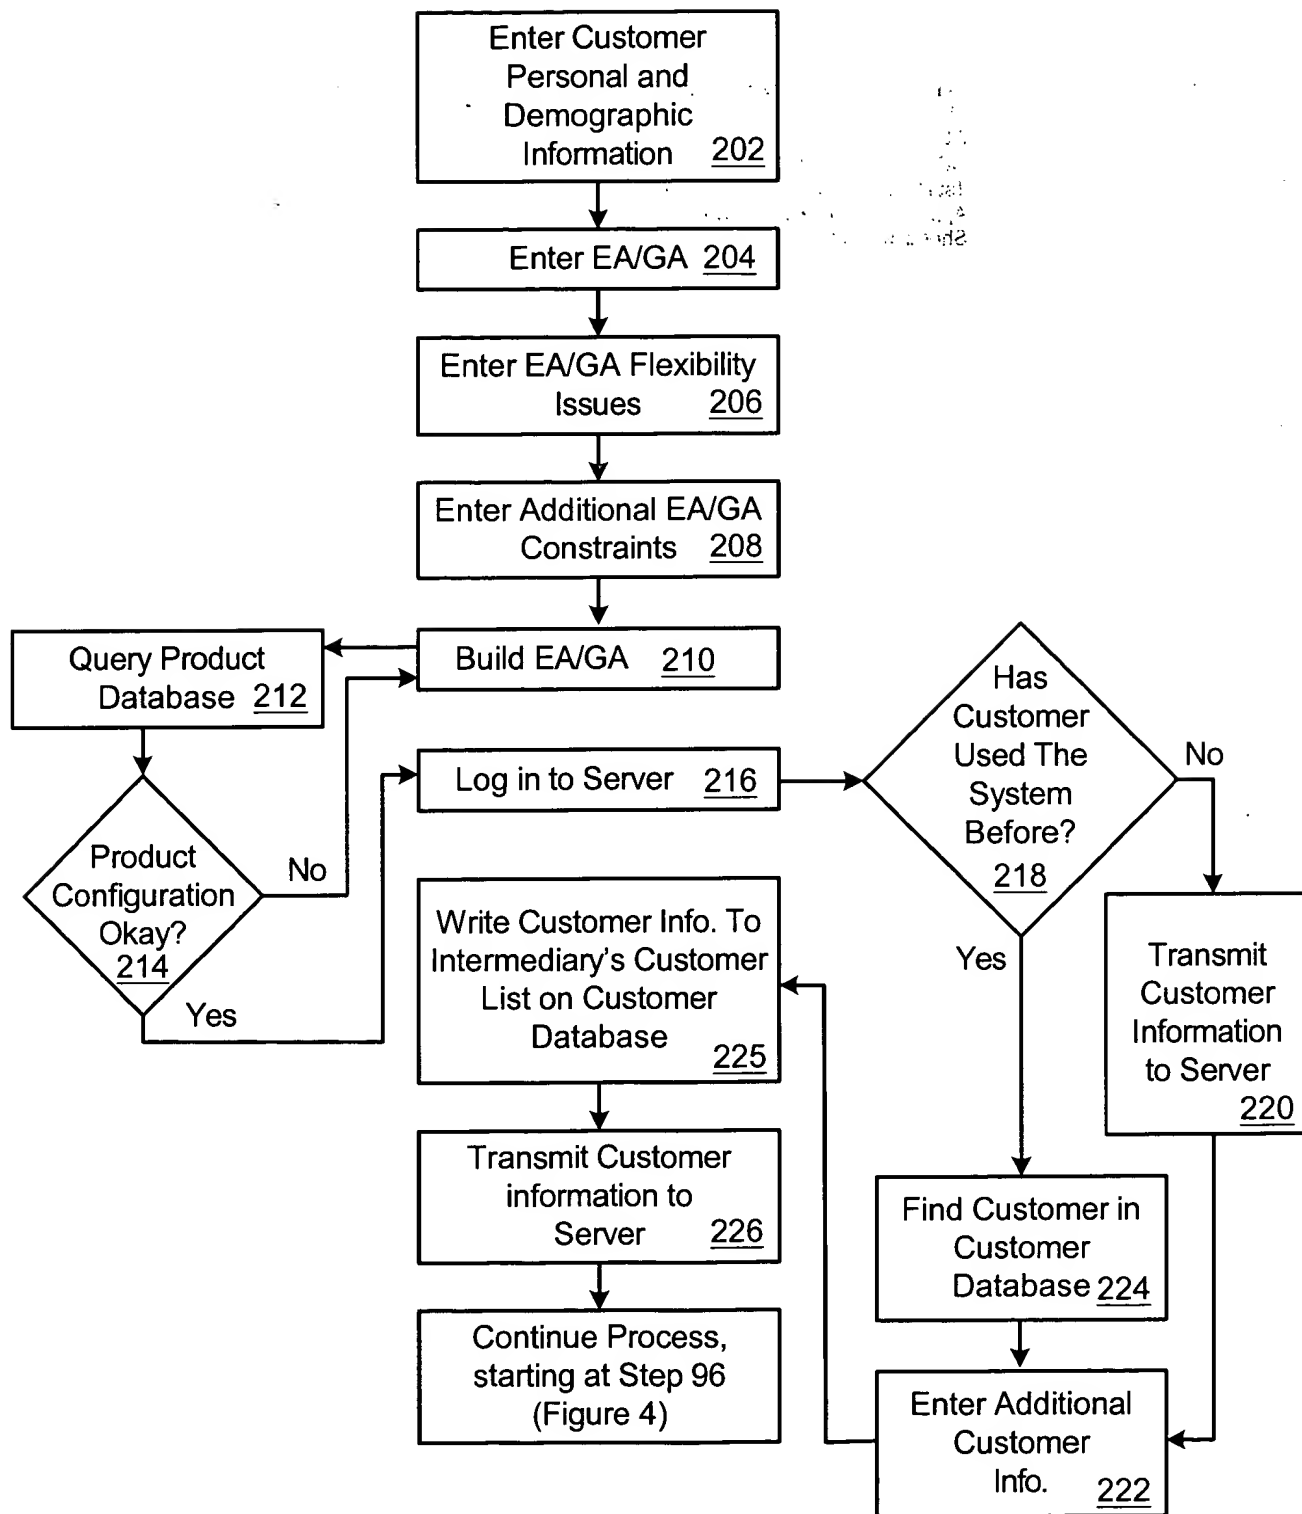 Enter Customer
Personal and
Demographic
Information 202
Enter EA/GA 204
Enter EA/GA Flexibility
Issues 206
Enter Additional EA/GA
Constraints 208
Build EA/GA 210
Query Product
Database 212
Product
Configuration
Okay?
214
No
Yes
Log in to Server 216
Has
Customer
Used The
System
Before?
218
No
Yes
Transmit
Customer
Information
to Server
220
Find Customer in
Customer
Database 224
Enter Additional
Customer
Info.
222
Write Customer Info. To
Intermediary's Customer
List on Customer
Database
225
Transmit Customer
information to
Server 226
Continue Process,
starting at Step 96
(Figure 4)